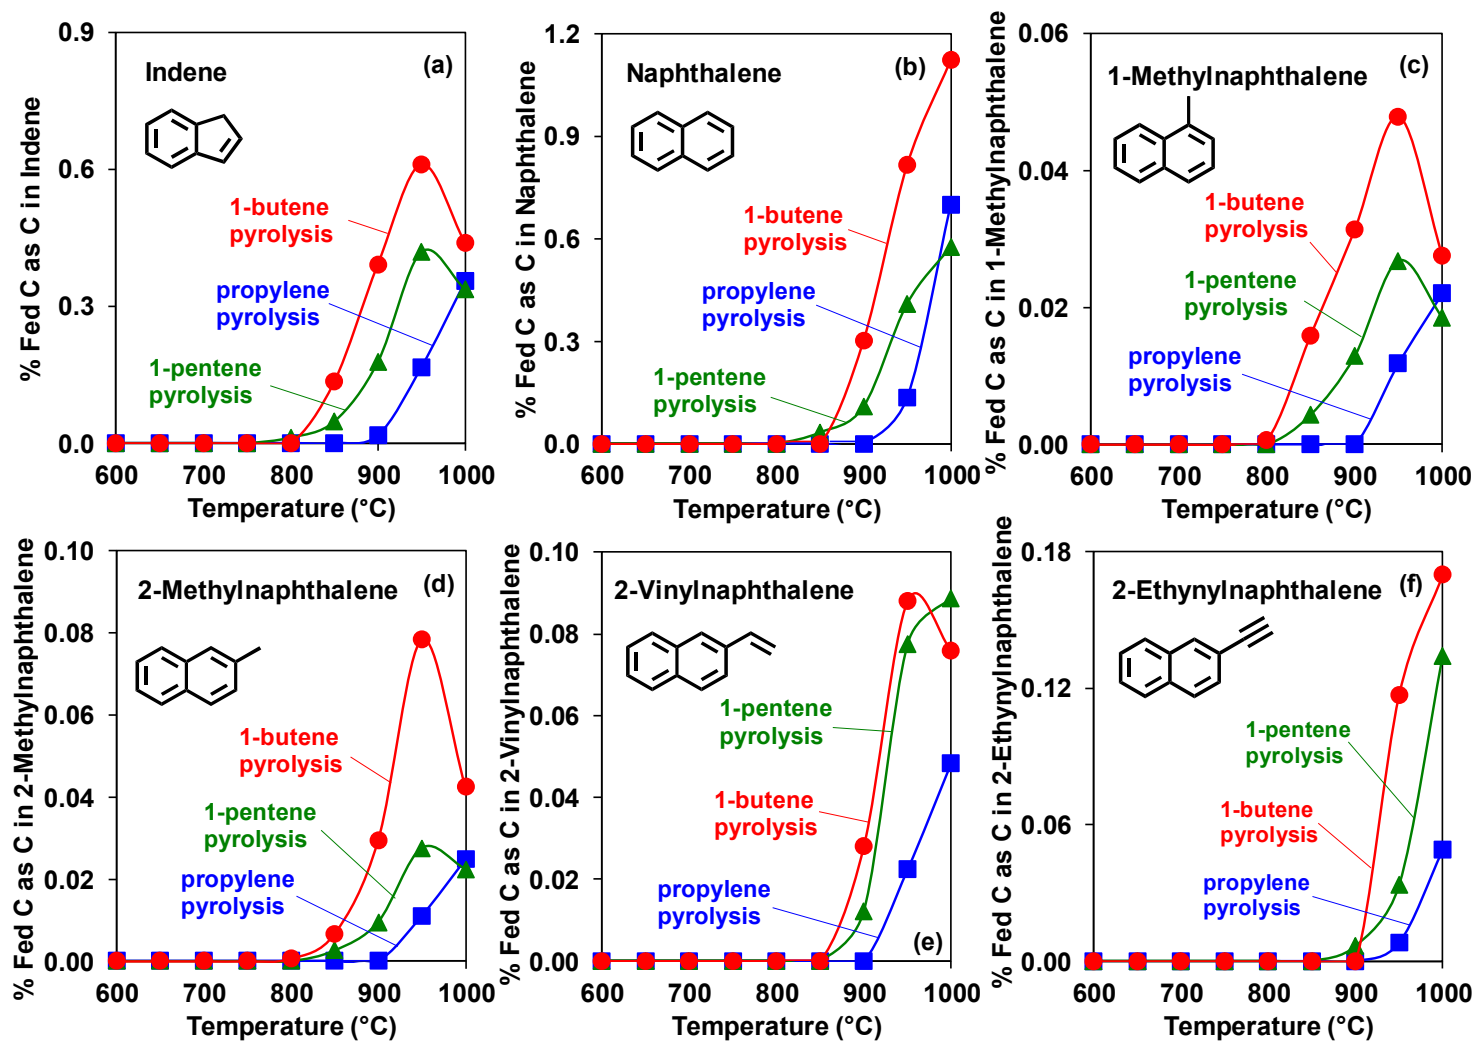 % Fed C as C in Indene
0.9
0.6
0.3
0.0
Indene
(a)
1-butene
pyrolysis
propylene
pyrolysis
1-pentene
pyrolysis
600 700 800 900 1000
Temperature (°C)
% Fed C as C in Naphthalene
1.2
0.9
0.6
0.3
0.0
Naphthalene
(b)
1-butene
pyrolysis
propylene
pyrolysis
1-pentene
pyrolysis
600 700 800 900 1000
Temperature (°C)
% Fed C as C in 1-Methylnaphthalene
0.06
0.04
0.02
0.00
(c)
1-Methylnaphthalene
1-butene
pyrolysis
1-pentene
pyrolysis
propylene
pyrolysis
600 700 800 900 1000
Temperature (°C)
% Fed C as C in 2-Methylnaphthalene
0.10
0.08
0.06
0.04
0.02
0.00
2-Methylnaphthalene
(d)
1-butene
pyrolysis
1-pentene
pyrolysis
propylene
pyrolysis
600 700 800 900 1000
Temperature (°C)
% Fed C as C in 2-Vinylnaphthalene
0.10
0.08
0.06
0.04
0.02
0.00
2-Vinylnaphthalene
1-pentene
pyrolysis
1-butene
pyrolysis
propylene
pyrolysis
(e)
600 700 800 900 1000
Temperature (°C)
% Fed C as C in 2-Ethynylnaphthalene
0.18
0.12
0.06
0.00
2-Ethynylnaphthalene
(f)
1-pentene
pyrolysis
1-butene
pyrolysis
propylene
pyrolysis
600 700 800 900 1000
Temperature (°C)